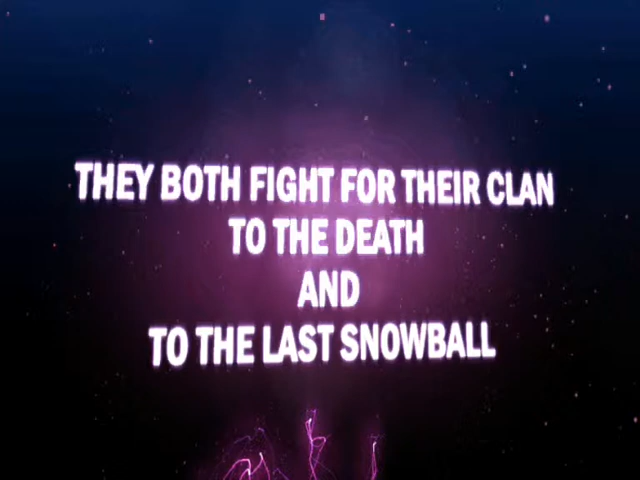 THEY BOTH FIGHT FOR THEIR CLAN
TO THE DEATH
AND
TO THE LAST SNOWBALL